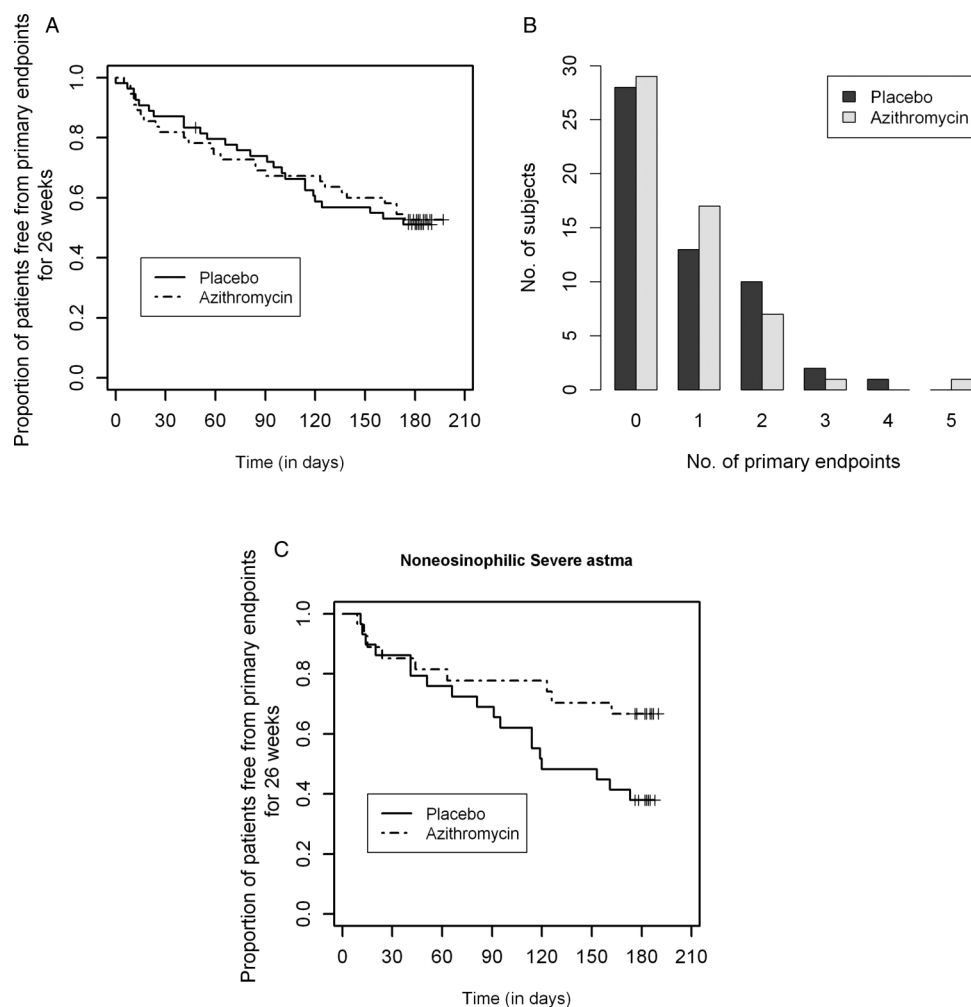 A
Proportion of patients free from primary endpoints
for 26 weeks
1.0
0.8
0.6
0.4
0.2
0.0
Placebo
Azithromycin
0 30 60 90 120 150 180 210
Time (in days)
B
No. of subjects
30
25
20
15
10
5
0
Placebo
Azithromycin
0 1 2 3 4 5
No. of primary endpoints
C
Noneosinophilic Severe astma
Proportion of patients free from primary endpoints
for 26 weeks
1.0
0.8
0.6
0.4
0.2
0.0
Placebo
Azithromycin
0 30 60 90 120 150 180 210
Time (in days)